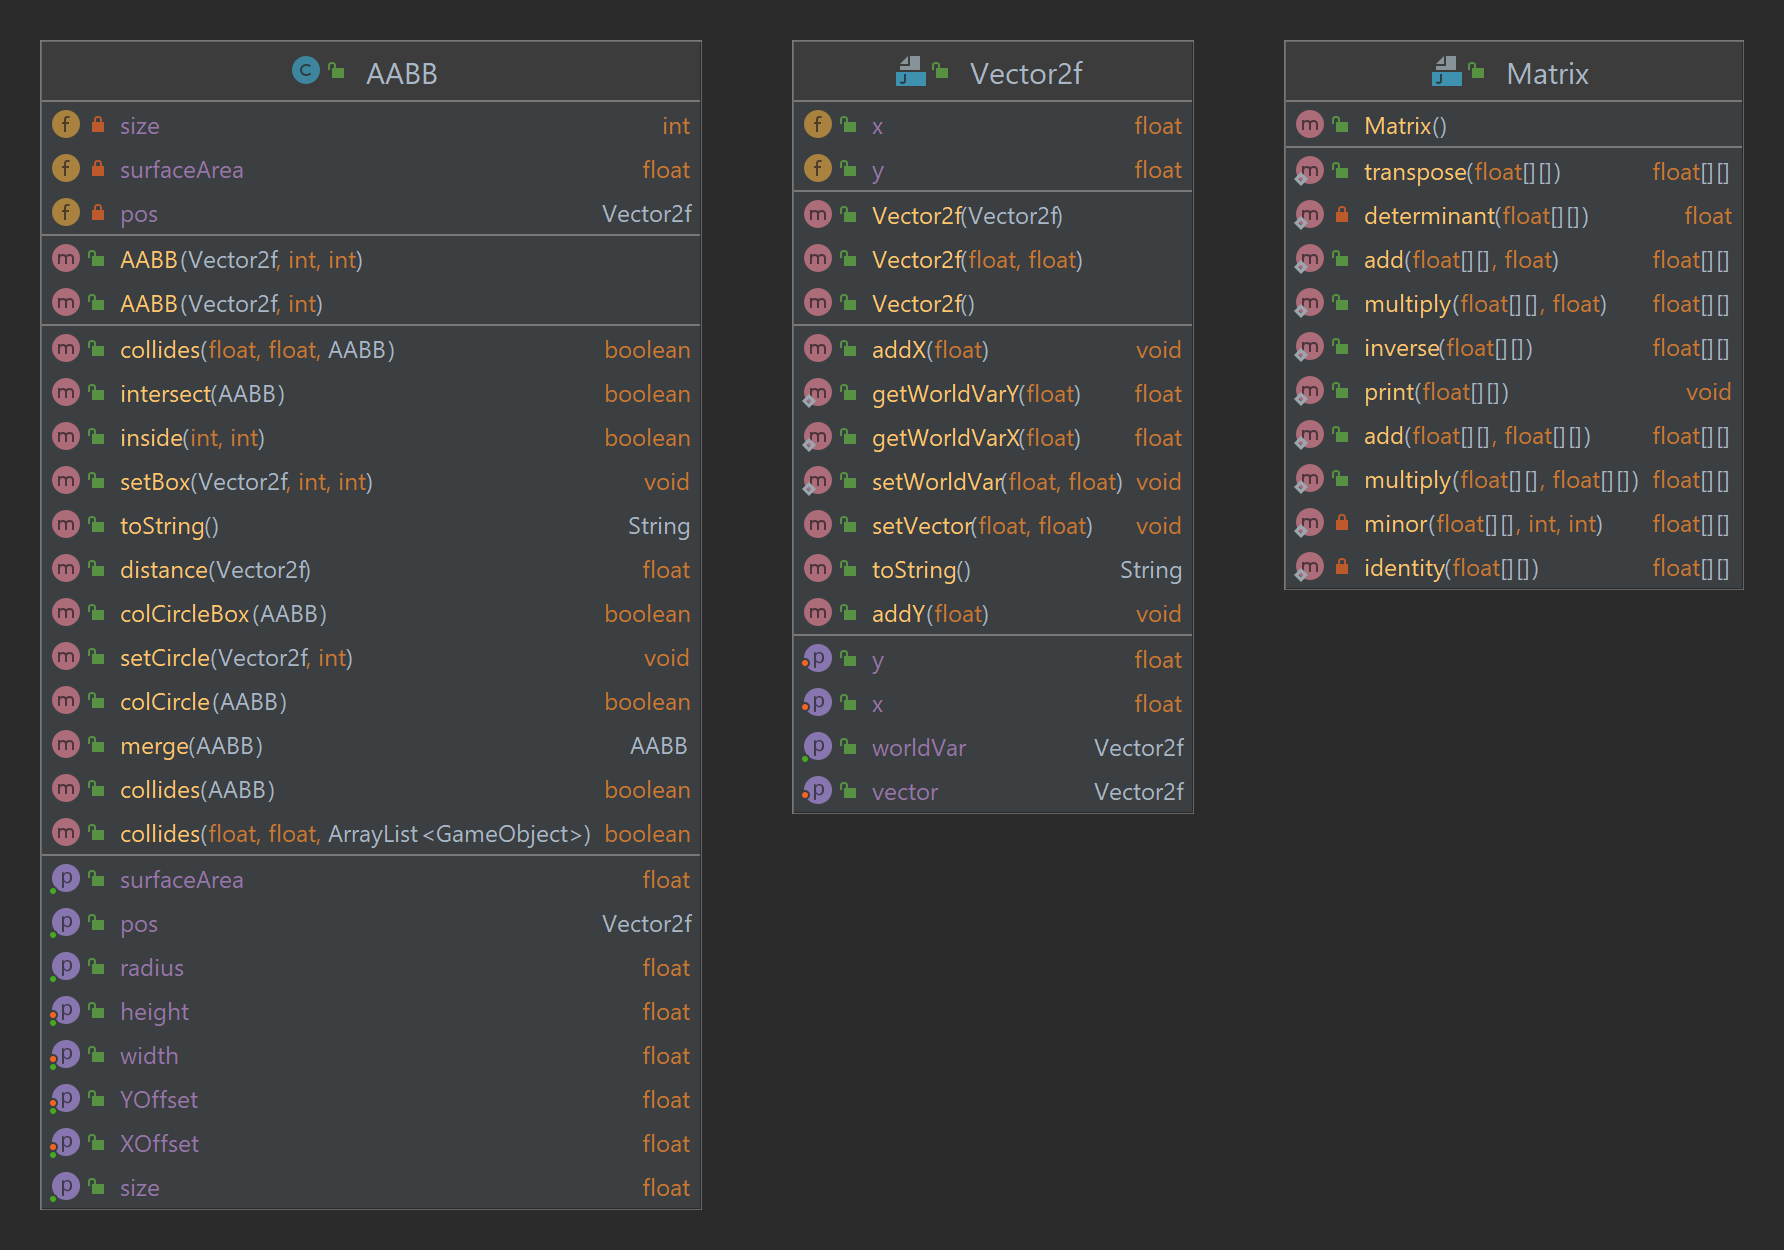 AABB
size int
surfaceArea float
pos Vector2f
AABB(Vector2f, int, int)
AABB(Vector2f, int)
collides(float, float, AABB) boolean
intersect(AABB) boolean
inside(int, int) boolean
setBox(Vector2f, int, int) void
toString() String
distance(Vector2f) float
colCircleBox(AABB) boolean
setCircle(Vector2f, int) void
colCircle(AABB) boolean
merge(AABB) AABB
collides(AABB) boolean
collides(float, float, ArrayList<GameObject>) boolean
surfaceArea float
pos Vector2f
radius float
height float
width float
YOffset float
XOffset float
size float
Vector2f
x float
y float
Vector2f(Vector2f)
Vector2f(float, float)
Vector2f()
addX(float) void
getWorldVarY(float) float
getWorldVarX(float) float
setWorldVar(float, float) void
setVector(float, float) void
toString() String
addY(float) void
y float
x float
worldVar Vector2f
vector Vector2f
Matrix
Matrix()
transpose(float[][]) float[][]
determinant(float[][]) float
add(float[][], float) float[][]
multiply(float[][], float) float[][]
inverse(float[][]) float[][]
print(float[][]) void
add(float[][], float[][]) float[][]
multiply(float[][], float[][]) float[][]
minor(float[][], int, int) float[][]
identity(float[][]) float[][]